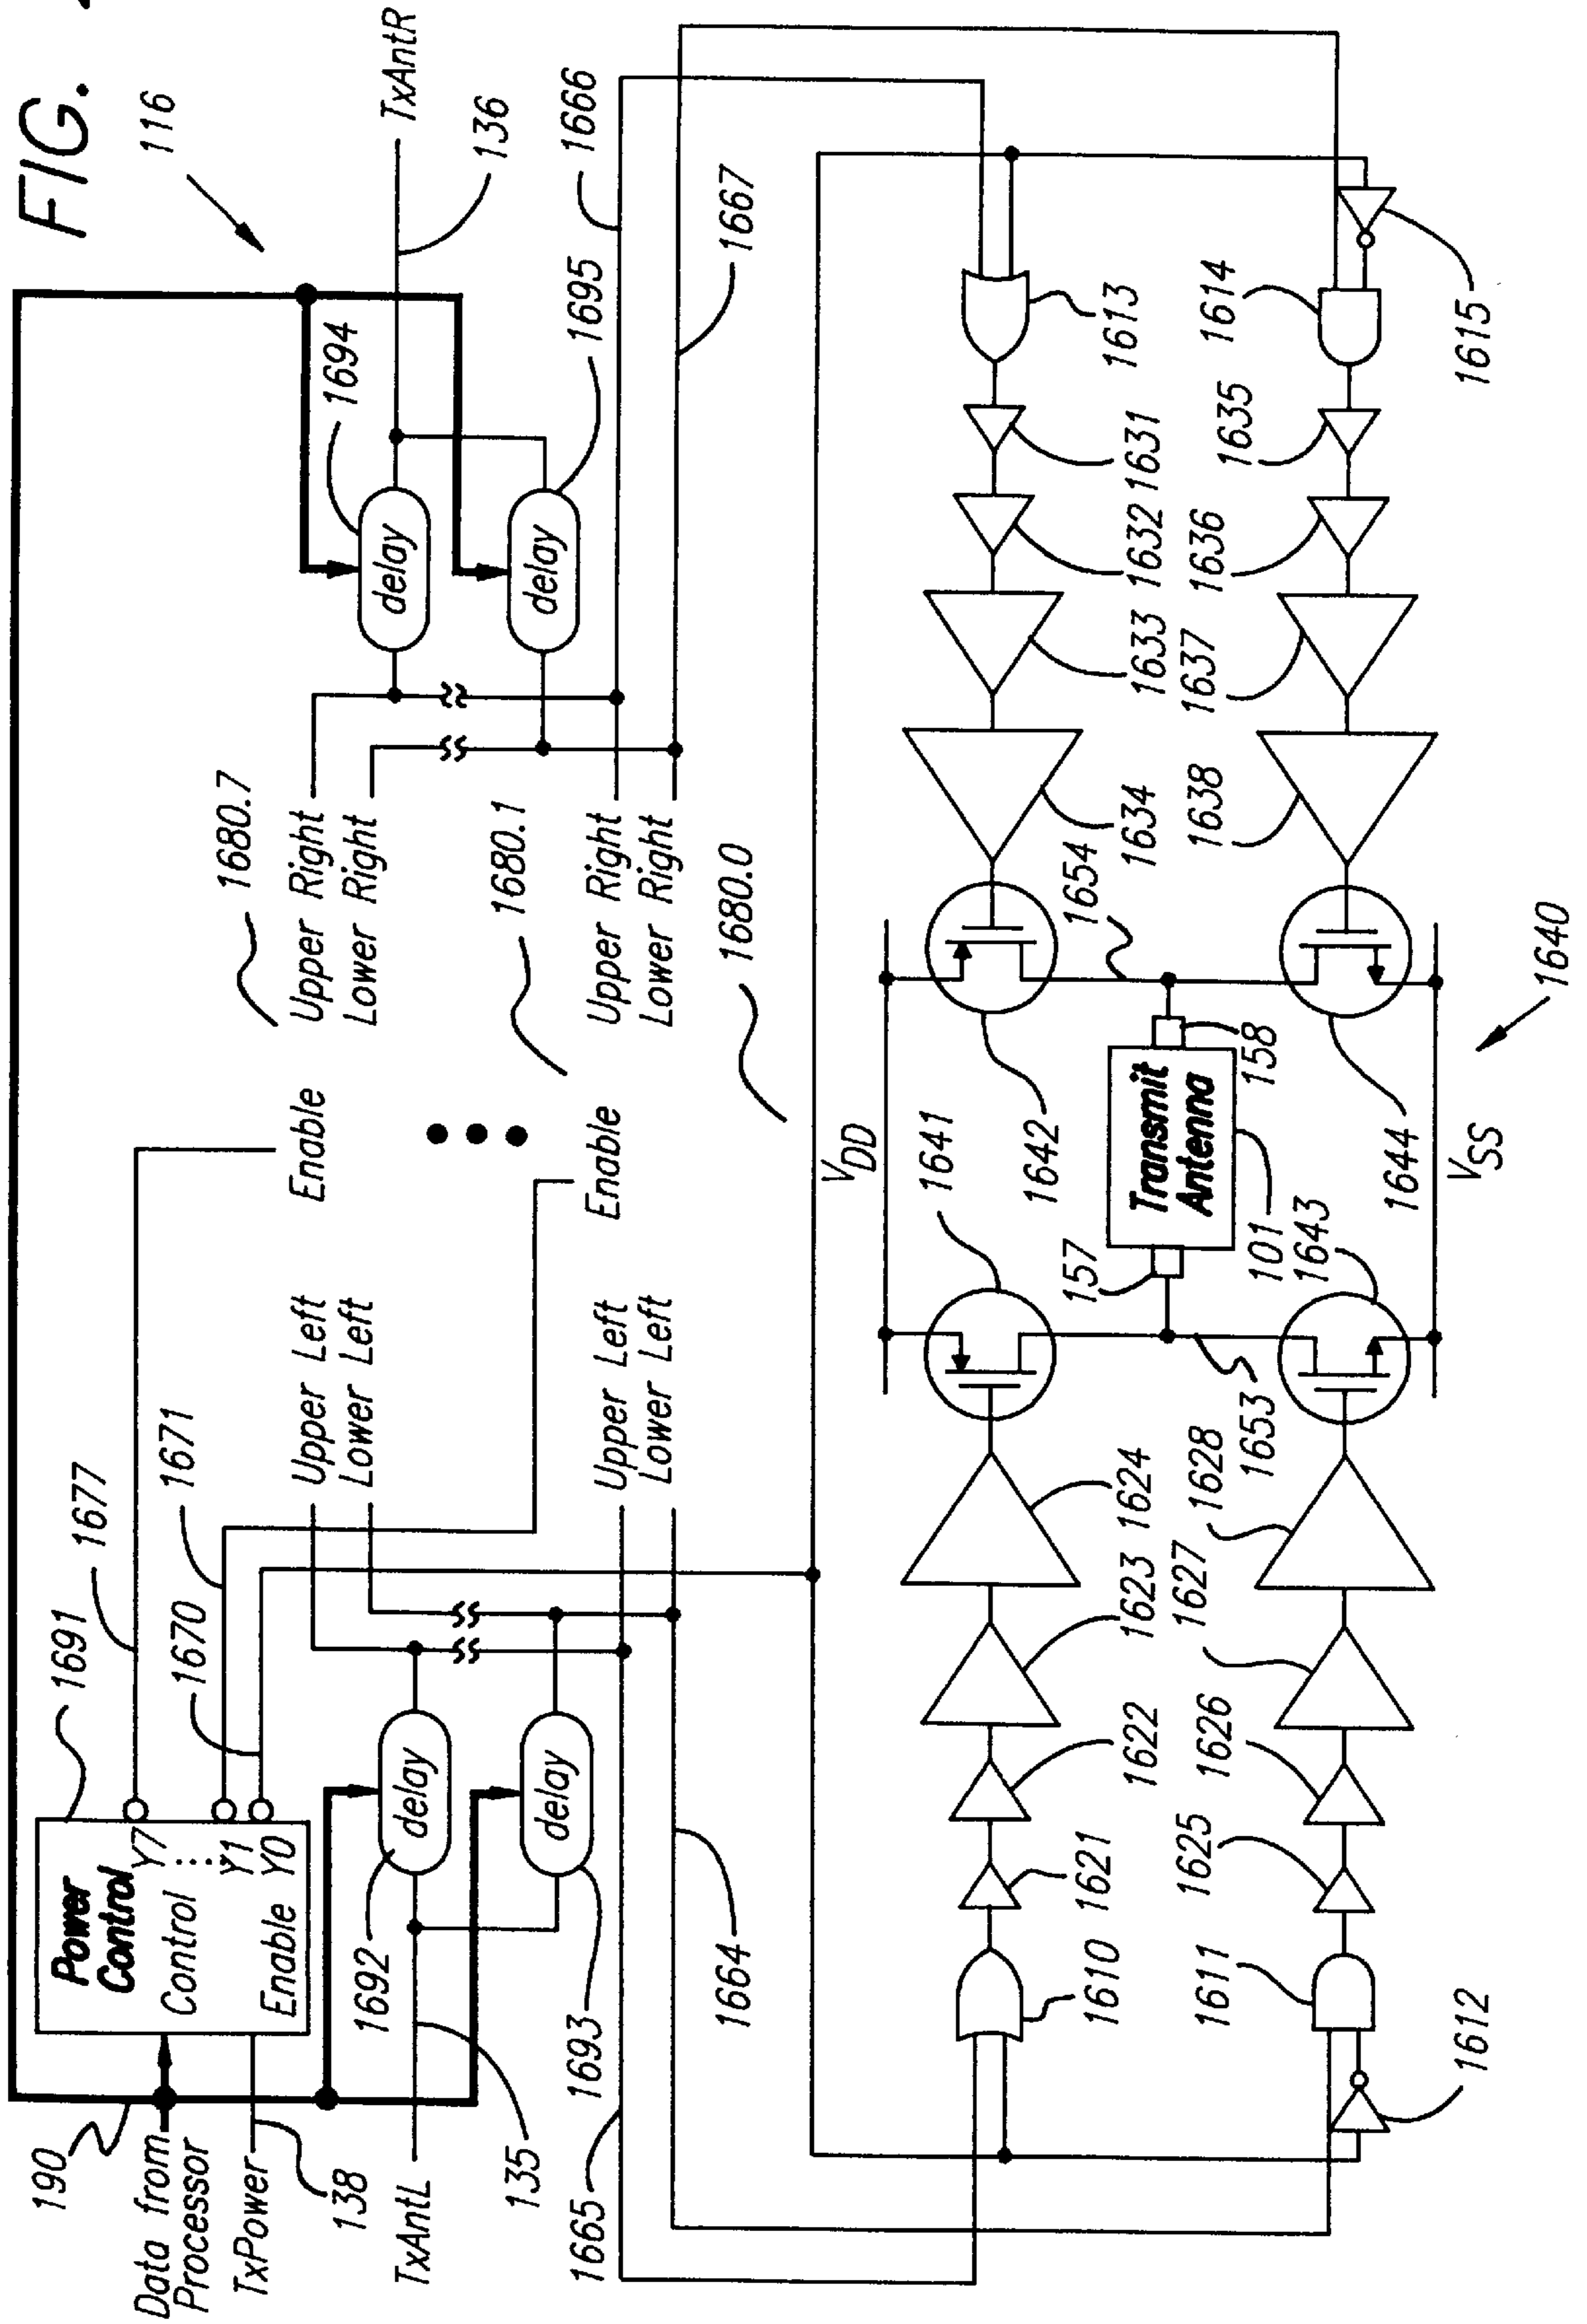 FIG.
116
190
Data from
Processor
TxPower
138
TxAntL
135
Power
Control
Control
Enable
Y7
Y1
Y0
1691
1677
1671
1670
1692
delay
1693
delay
1665
1664
Upper Left
Lower Left
Upper Left
Lower Left
Enable
Enable
1680.7
Upper Right
Lower Right
1680.1
Upper Right
Lower Right
1680.0
1694
delay
1695
delay
TxAntR
136
1666
1667
1610
1621
1622
1623
1624
1641
VDD
1642
1654
1634
1633
1632
1631
1613
157
Transmit
Antenna
158
101
1612
1611
1625
1626
1627
1628
1653
1643
1644
VSS
1638
1637
1636
1635
1614
1615
1640